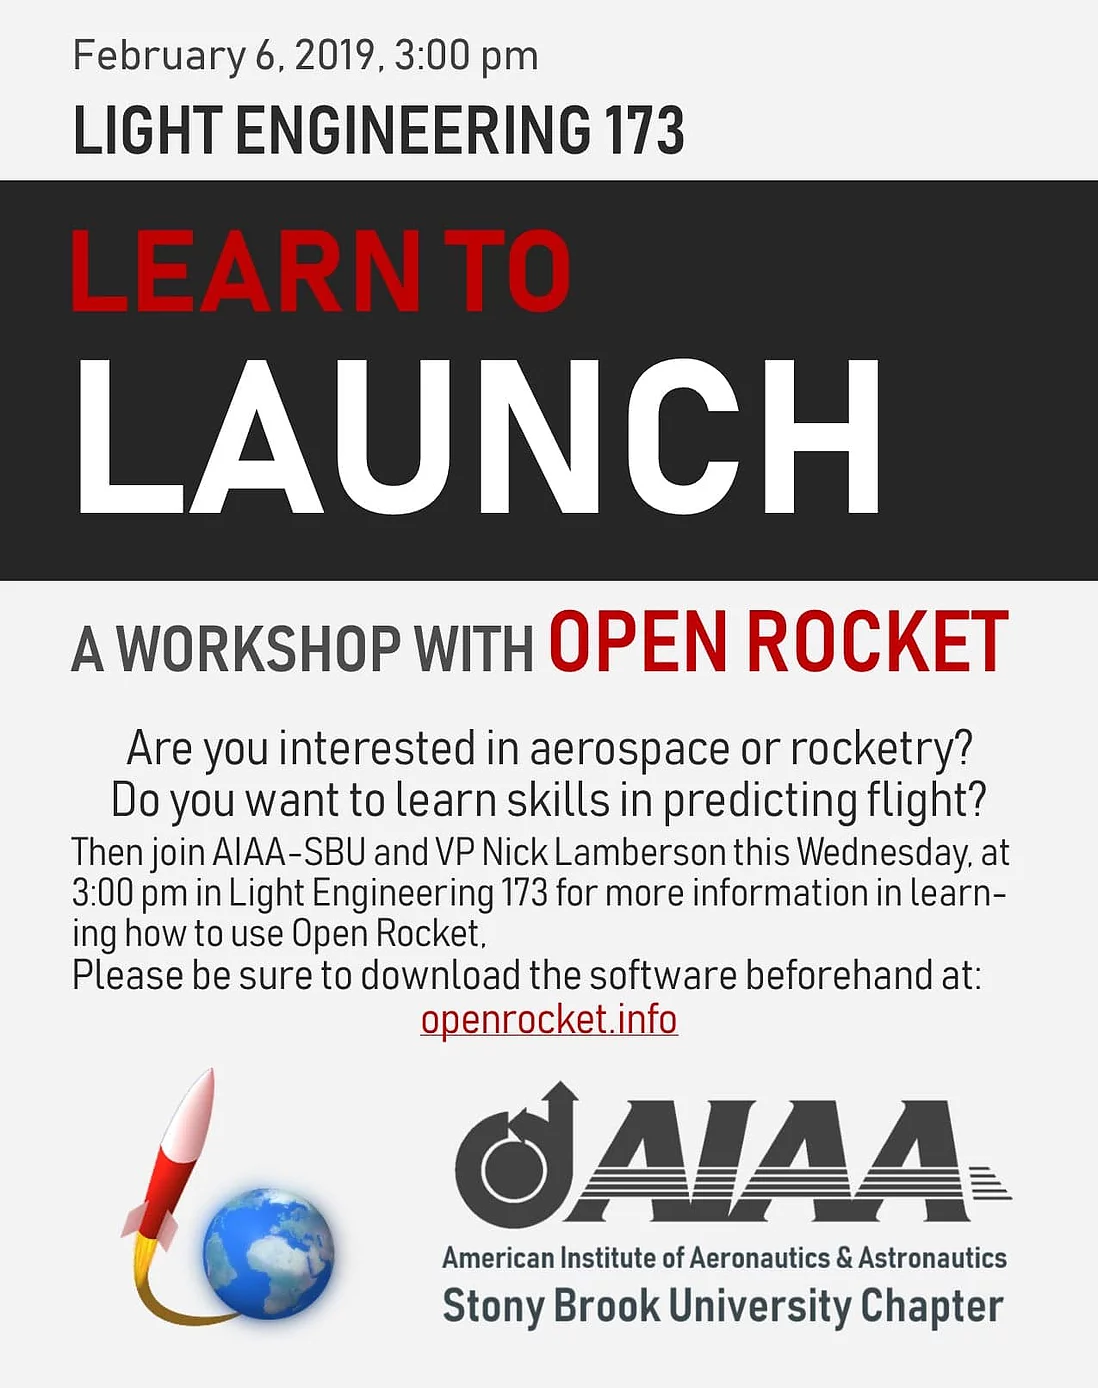 February 6, 2019, 3:00 pm
LIGHT ENGINEERING 173
LEARN TO
LAUNCH
A WORKSHOP WITH OPEN ROCKET
Are you interested in aerospace or rocketry?
Do you want to learn skills in predicting flight?
Then join AIAA-SBU and VP Nick Lamberson this Wednesday, at
3:00 pm in Light Engineering 173 for more information in learn-
ing how to use Open Rocket,
Please be sure to download the software beforehand at:
openrocket.info
AIAA
American Institute of Aeronautics & Astronautics
Stony Brook University Chapter